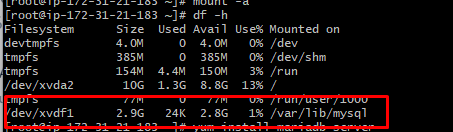 [root@ip-172-31-21-183 ~]# mount -a
[root@ip-172-31-21-183 ~]# df -h
Filesystem Size Used Avail Use% Mounted on
devtmpfs 4.0M 0 4.0M 0% /dev
tmpfs 385M 0 385M 0% /dev/shm
tmpfs 154M 4.4M 150M 3% /run
/dev/xvda2 10G 1.3G 8.8G 13% /
tmpfs 77M 0 77M 0% /run/user/1000
/dev/xvdf1 2.9G 24K 2.8G 1% /var/lib/mysql
[root@ip-172-31-21-183 ~]# yum install mariadb-server